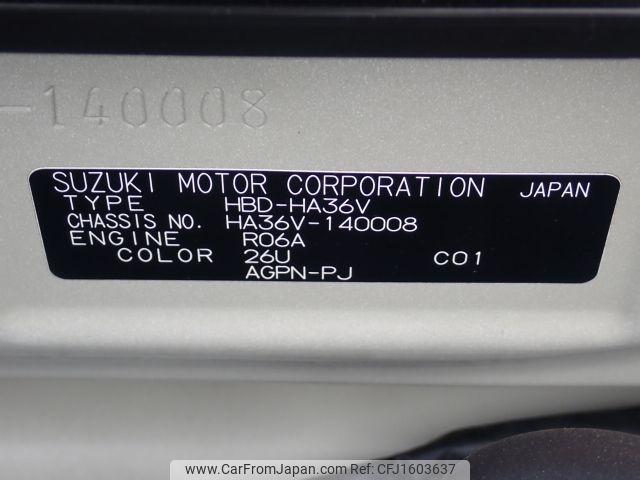 -140008
SUZUKI MOTOR CORPORATION JAPAN
TYPE HBD-HA36V
CHASSIS NO. HA36V-140008
ENGINE R06A
COLOR 26U C01
AGPN-PJ
www.CarFromJapan.com CFJ1603637